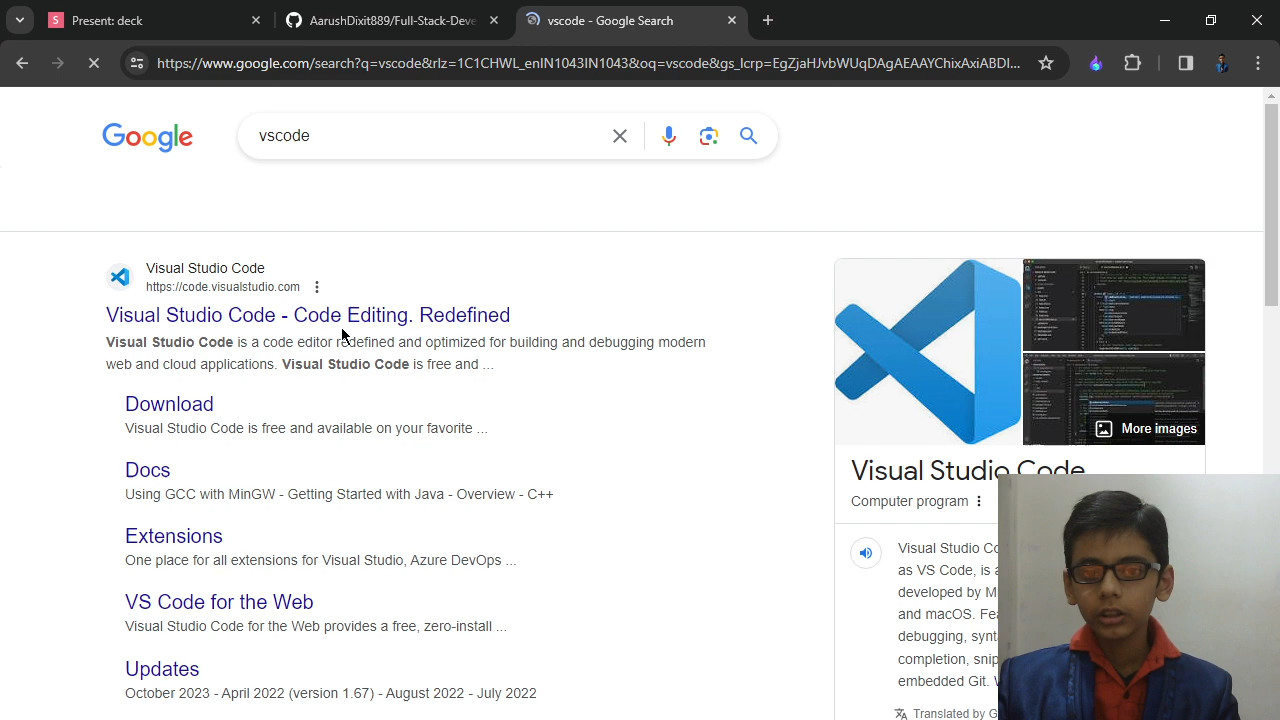 Present: deck
AarushDixit889/Full-Stack-Deve
vscode - Google Search
https://www.google.com/search?q=vscode&rlz=1C1CHWL_enIN1043IN1043&oq=vscode&gs_lcrp=EgZjaHJvbWUqDAgAEAAYChixAxiABDI...
Google
vscode
Visual Studio Code
https://code.visualstudio.com
Visual Studio Code - Code Editing. Redefined
Visual Studio Code is a code editor redefined and optimized for building and debugging modern
web and cloud applications. Visual Studio Code is free and ...
Download
Visual Studio Code is free and available on your favorite ...
Docs
Using GCC with MinGW - Getting Started with Java - Overview - C++
Extensions
One place for all extensions for Visual Studio, Azure DevOps ...
VS Code for the Web
Visual Studio Code for the Web provides a free, zero-install ...
Updates
October 2023 - April 2022 (version 1.67) - August 2022 - July 2022
More images
Visual Studio Code
Computer program
Visual Studio Co
as VS Code, is a
developed by M
and macOS. Fea
debugging, synt
completion, snip
embedded Git.
Translated by G